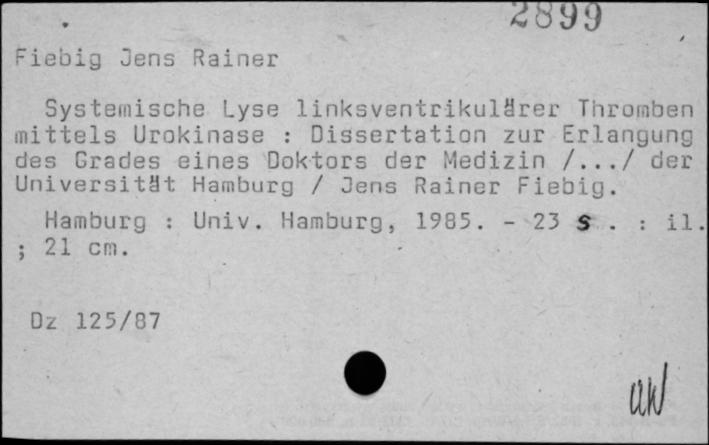 2899
Fiebig Jens Rainer
Systemische Lyse linksventrikulärer Thromben
mittels Urokinase : Dissertation zur Erlangung
des Grades eines Doktors der Medizin /.../ der
Universität Hamburg / Jens Rainer Fiebig.
Hamburg : Univ. Hamburg, 1985. - 23 s . : il.
; 21 cm.
Dz 125/87